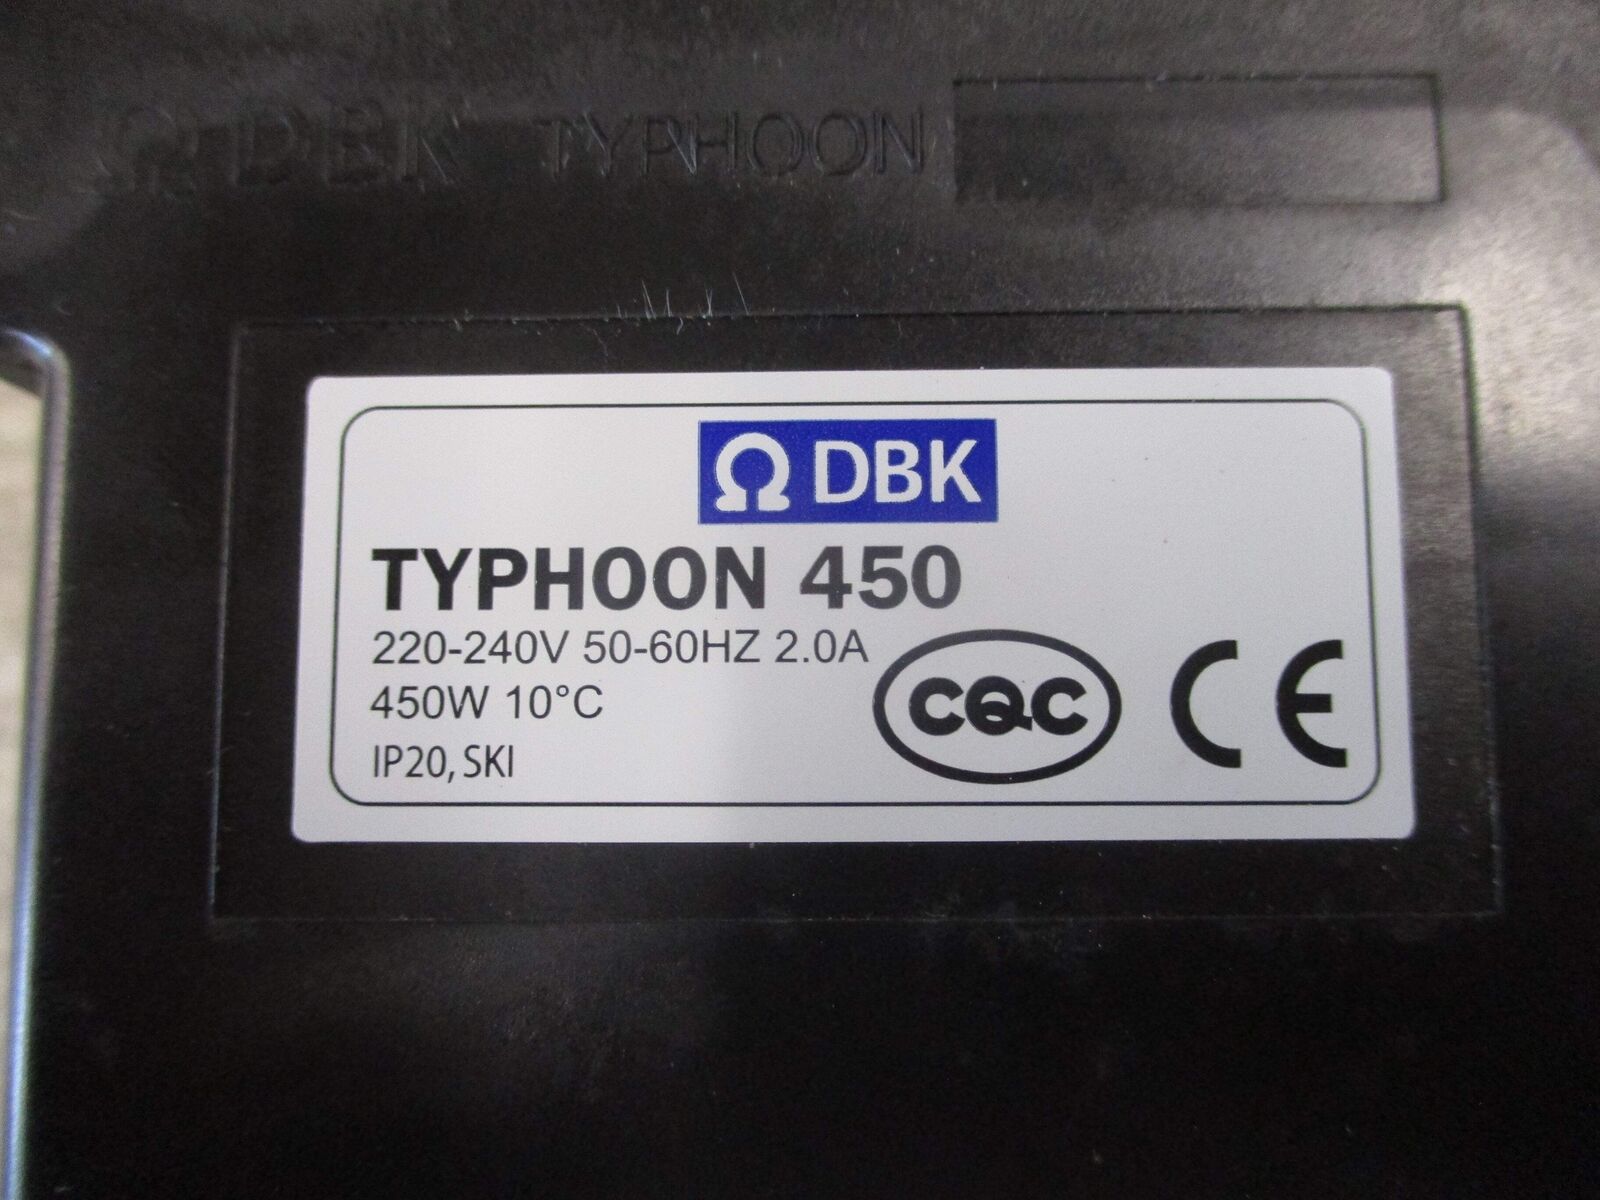 Ω DBK TYPHOON
Ω DBK
TYPHOON 450
220-240V 50-60HZ 2.0A
450W 10°C
IP20, SKI
CQC CE